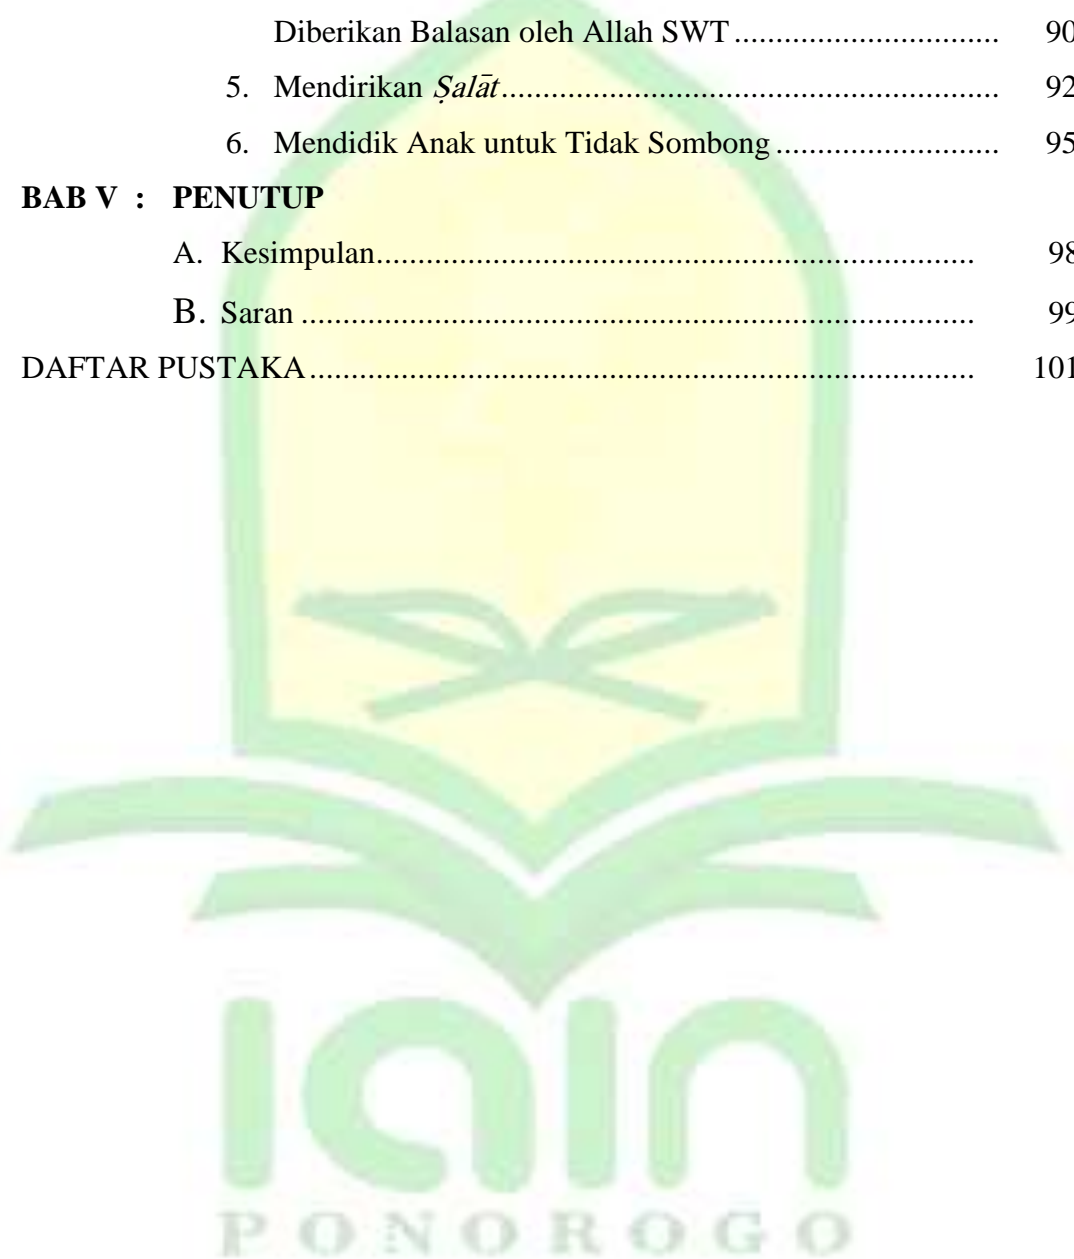 Diberikan Balasan oleh Allah SWT ................................ 90
5. Mendirikan Ṣalāt ............................................................ 92
6. Mendidik Anak untuk Tidak Sombong ........................... 95
BAB V : PENUTUP
A. Kesimpulan ........................................................................ 98
B. Saran ................................................................................. 99
DAFTAR PUSTAKA ................................................................................ 101
iain
PONOROGO